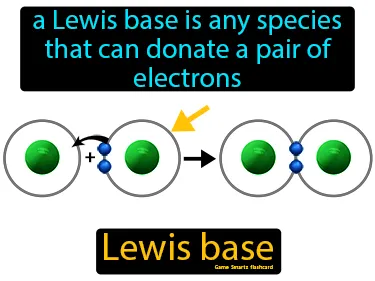 a Lewis base is any species
that can donate a pair of
electrons
+
Lewis base
Game Smartz flashcard